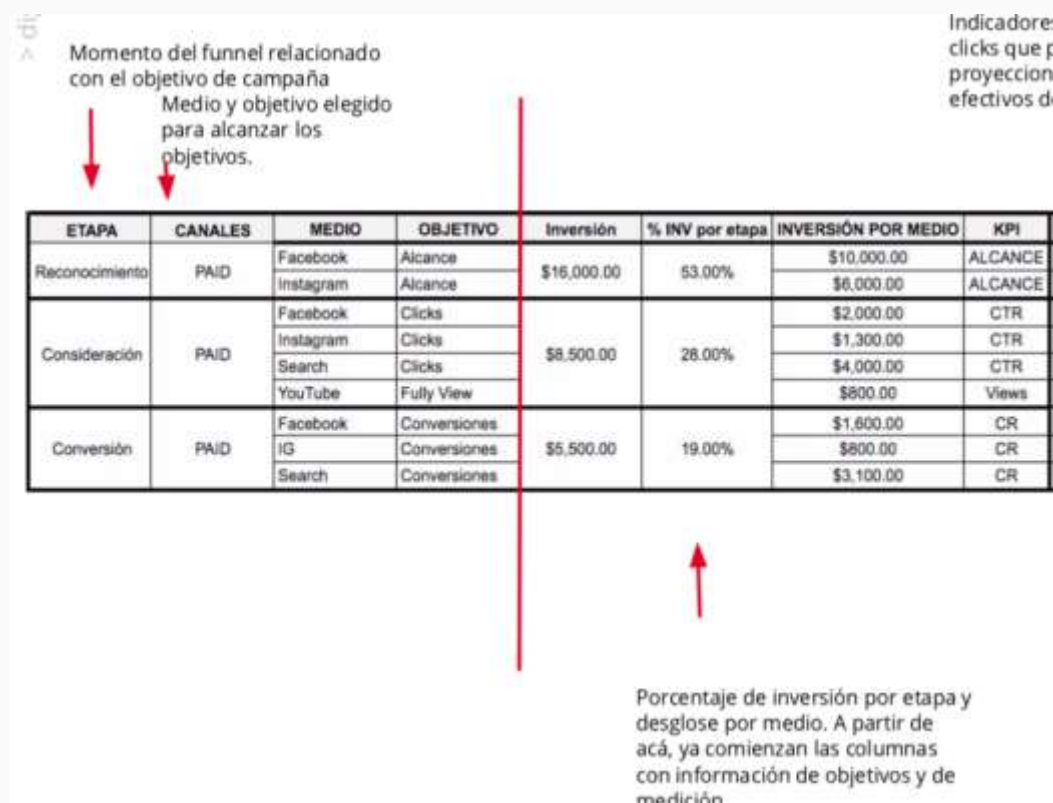 Momento del funnel relacionado
con el objetivo de campaña
Medio y objetivo elegido
para alcanzar los
objetivos.
clicks que
ETAPA CANALES MEDIO OBJETIVO Inversión % INV por etapa INVERSIÓN POR MEDIO KPI
Reconocimiento PAID Facebook Alcance $16,000.00 53.00% $10,000.00 ALCANCE
Instagram Alcance $6,000.00 ALCANCE
Consideración PAID Facebook Clicks $8,500.00 28.00% $2,000.00 CTR
Instagram Clicks $1,300.00 CTR
Search Clicks $4,000.00 CTR
YouTube Fully View $800.00 Views
Conversión PAID Facebook Conversiones $5,500.00 19.00% $1,600.00 CR
IG Conversiones $800.00 CR
Search Conversiones $3,100.00 CR
Porcentaje de inversión por etapa y
desglose por medio. A partir de
acá, ya comienzan las columnas
con información de objetivos y de
medición